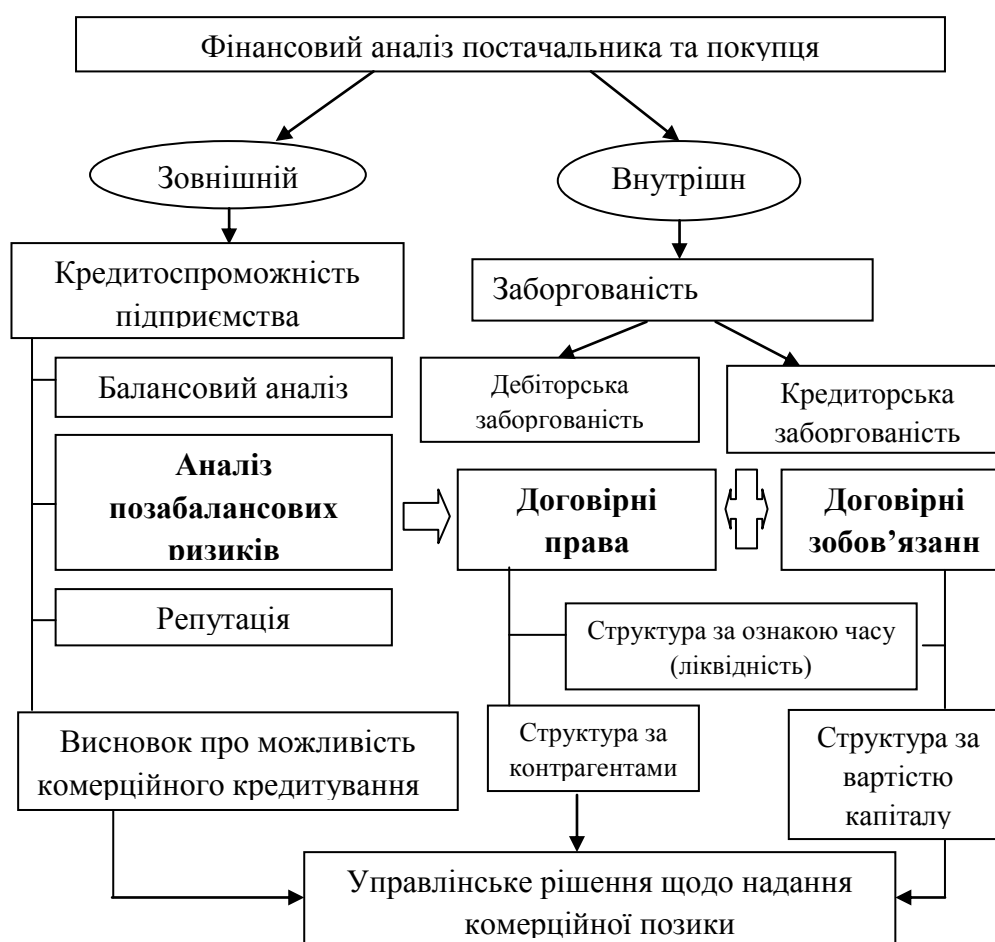 Фінансовий аналіз постачальника та покупця
Зовнішній
Внутрішн
Кредитоспроможність
підприємства
Заборгованість
Балансовий аналіз
Дебіторська
заборгованість
Кредиторська
заборгованість
Аналіз
позабалансових
ризиків
Договірні
права
Договірні
зобов’язанн
Репутація
Структура за ознакою часу
(ліквідність)
Висновок про можливість
комерційного кредитування
Структура за
контрагентами
Структура за
вартістю
капіталу
Управлінське рішення щодо надання
комерційної позики